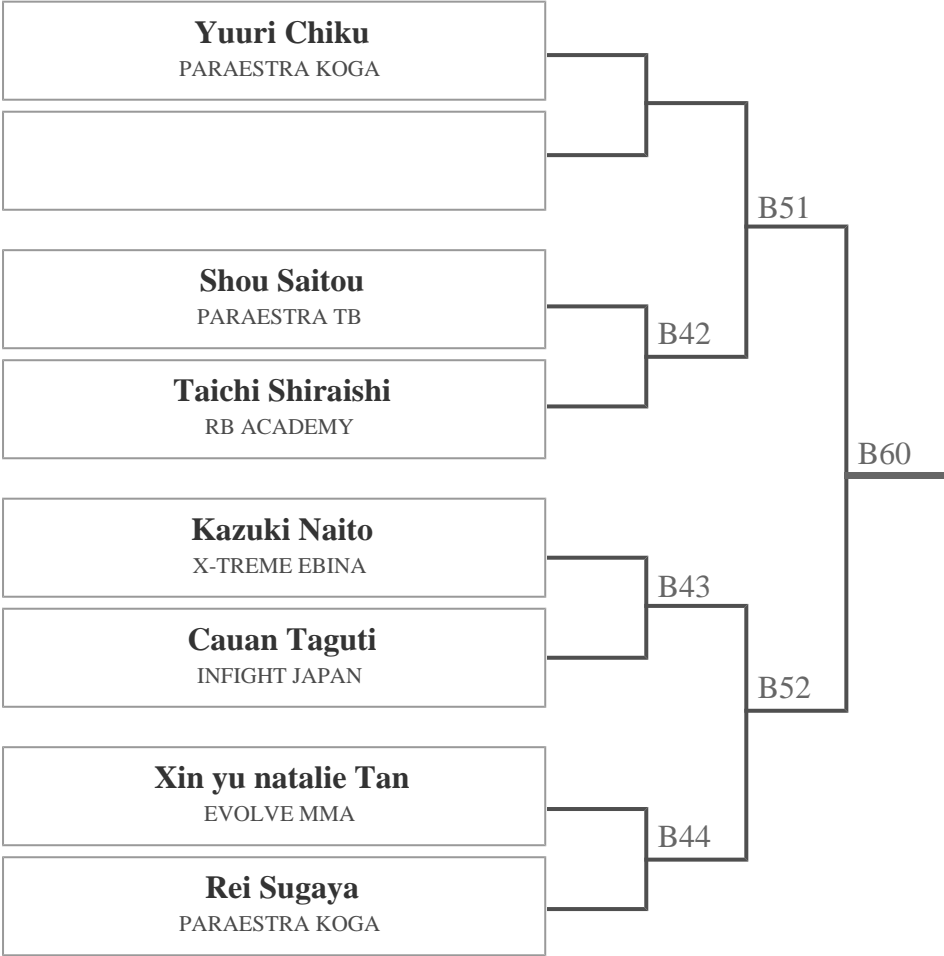 Yuuri Chiku
PARAESTRA KOGA
B51
Shou Saitou
PARAESTRA TB
B42
Taichi Shiraishi
RB ACADEMY
B60
Kazuki Naito
X-TREME EBINA
B43
Cauan Taguti
INFIGHT JAPAN
B52
Xin yu natalie Tan
EVOLVE MMA
B44
Rei Sugaya
PARAESTRA KOGA